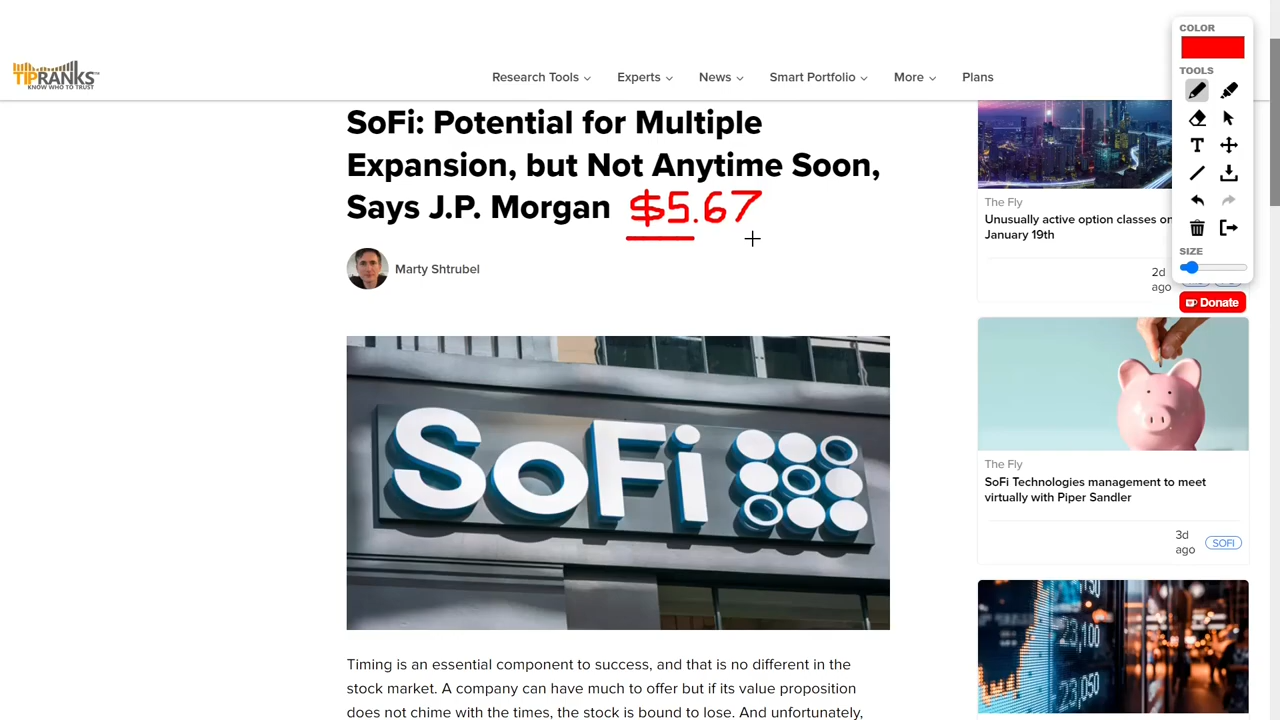 TIPRANKS™
KNOW WHO TO TRUST
Research Tools
Experts
News
Smart Portfolio
More
Plans
SoFi: Potential for Multiple
Expansion, but Not Anytime Soon,
Says J.P. Morgan $5.67
Marty Shtrubel
SoFi
Timing is an essential component to success, and that is no different in the
stock market. A company can have much to offer but if its value proposition
does not chime with the times, the stock is bound to lose. And unfortunately,
The Fly
Unusually active option classes on
January 19th
2d
ago
The Fly
SoFi Technologies management to meet
virtually with Piper Sandler
3d
ago
SOFI
23,100
23,050
COLOR
TOOLS
T
SIZE
Donate